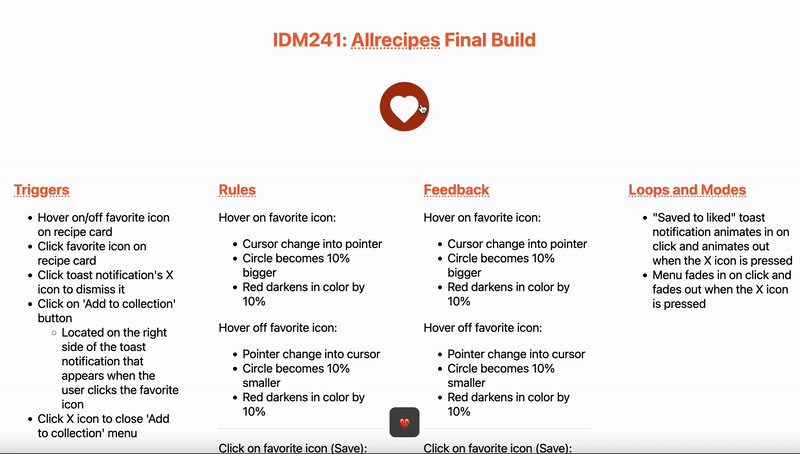 IDM241: Allrecipes Final Build
Triggers
Hover on/off favorite icon
on recipe card
Click favorite icon on
recipe card
Click toast notification's X
icon to dismiss it
Click on 'Add to collection'
button
Located on the right
side of the toast
notification that
appears when the
user clicks the favorite
icon
Click X icon to close 'Add
to collection' menu
Rules
Hover on favorite icon:
Cursor change into pointer
Circle becomes 10%
bigger
Red darkens in color by
10%
Hover off favorite icon:
Pointer change into cursor
Circle becomes 10%
smaller
Red darkens in color by
10%
Click on favorite icon (Save):
Feedback
Hover on favorite icon:
Cursor change into pointer
Circle becomes 10%
bigger
Red darkens in color by
10%
Hover off favorite icon:
Pointer change into cursor
Circle becomes 10%
smaller
Red darkens in color by
10%
Click on favorite icon (Save):
Loops and Modes
"Saved to liked" toast
notification animates in on
click and animates out
when the X icon is pressed
Menu fades in on click and
fades out when the X icon
is pressed